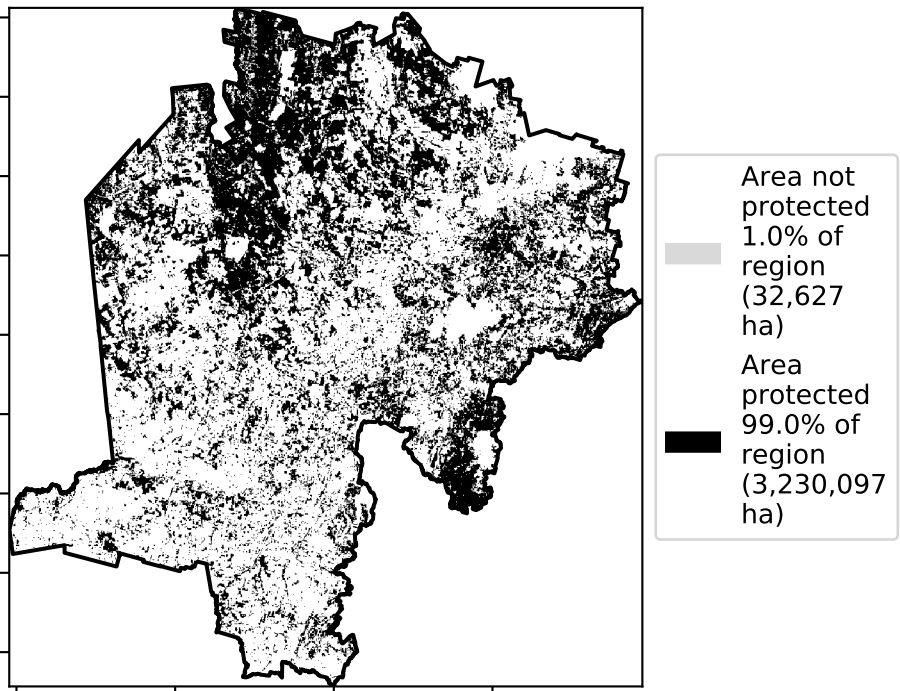 Area not
protected
1.0% of
region
(32,627
ha)
Area
protected
99.0% of
region
(3,230,097
ha)